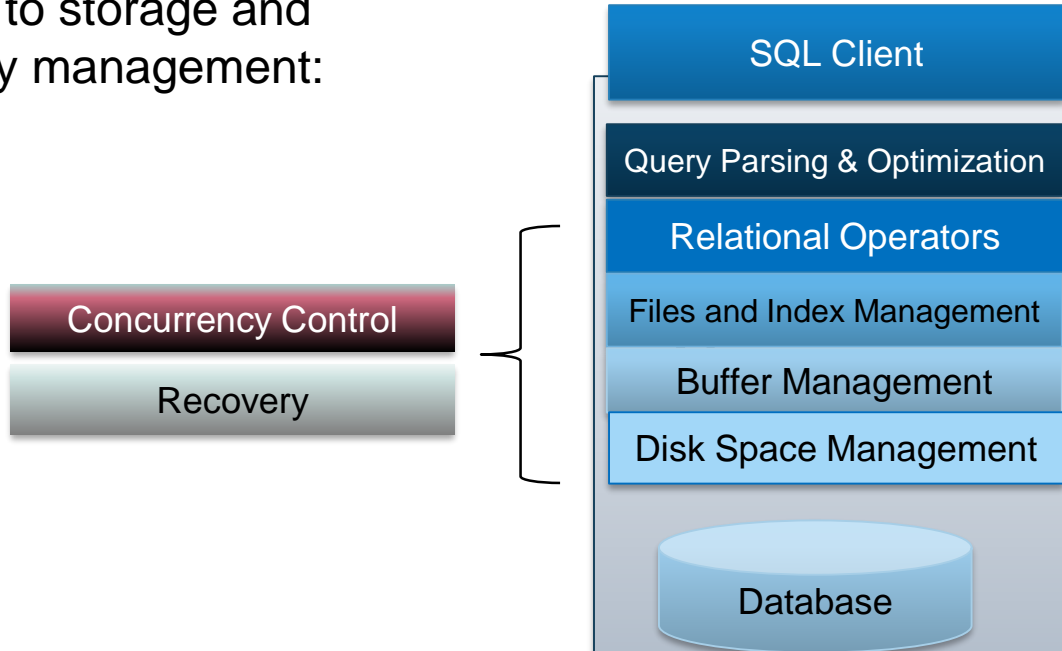 to storage and
management:
SQL Client
Query Parsing & Optimization
Relational Operators
Files and Index Management
Buffer Management
Disk Space Management
Database
Concurrency Control
Recovery